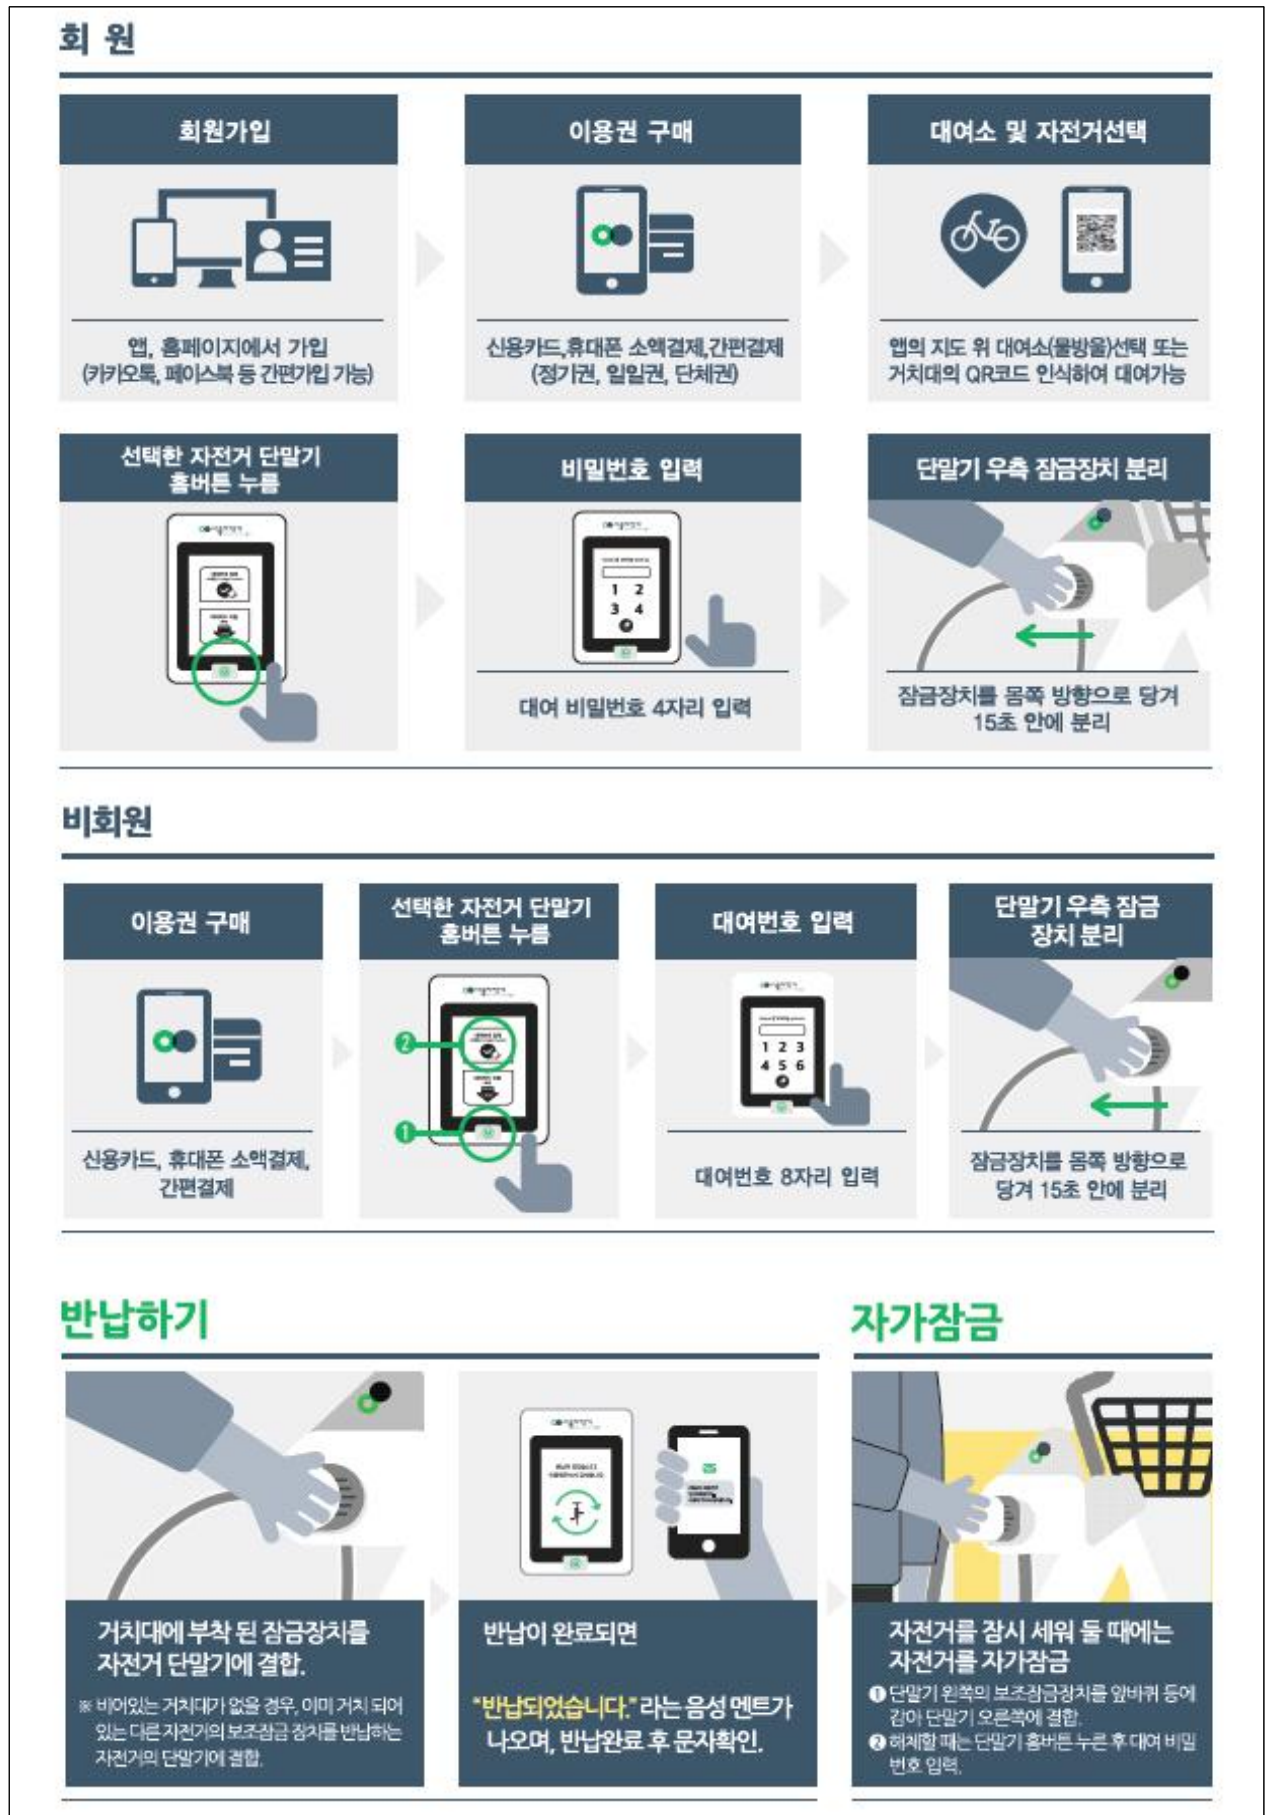 회 원
회원가입
앱, 홈페이지에서 가입
(카카오톡, 페이스북 등 간편가입 가능)
이용권 구매
신용카드,휴대폰 소액결제,간편결제
(정기권, 일일권, 단체권)
대여소 및 자전거선택
앱의 지도 위 대여소(물방울)선택 또는
거치대의 QR코드 인식하여 대여가능
선택한 자전거 단말기
홈버튼 누름
비밀번호 입력
1 2
3 4
대여 비밀번호 4자리 입력
단말기 우측 잠금장치 분리
잠금장치를 몸쪽 방향으로 당겨
15초 안에 분리
비회원
이용권 구매
신용카드, 휴대폰 소액결제,
간편결제
선택한 자전거 단말기
홈버튼 누름
❷
❶
대여번호 입력
1 2 3
4 5 6
대여번호 8자리 입력
단말기 우측 잠금
장치 분리
잠금장치를 몸쪽 방향으로
당겨 15초 안에 분리
반납하기
거치대에 부착 된 잠금장치를
자전거 단말기에 결합.
※ 비어있는 거치대가 없을 경우, 이미 거치 되어
있는 다른 자전거의 보조잠금 장치를 반납하는
자전거의 단말기에 결합.
반납이 완료되면
"반납되었습니다." 라는 음성 멘트가
나오며, 반납완료 후 문자확인.
자가잠금
자전거를 잠시 세워 둘 때에는
자전거를 자가잠금
❶ 단말기 왼쪽의 보조잠금장치를 앞바퀴 등에
감아 단말기 오른쪽에 결합.
❷ 해제할 때는 단말기 홈버튼 누른 후 대여 비밀
번호 입력.